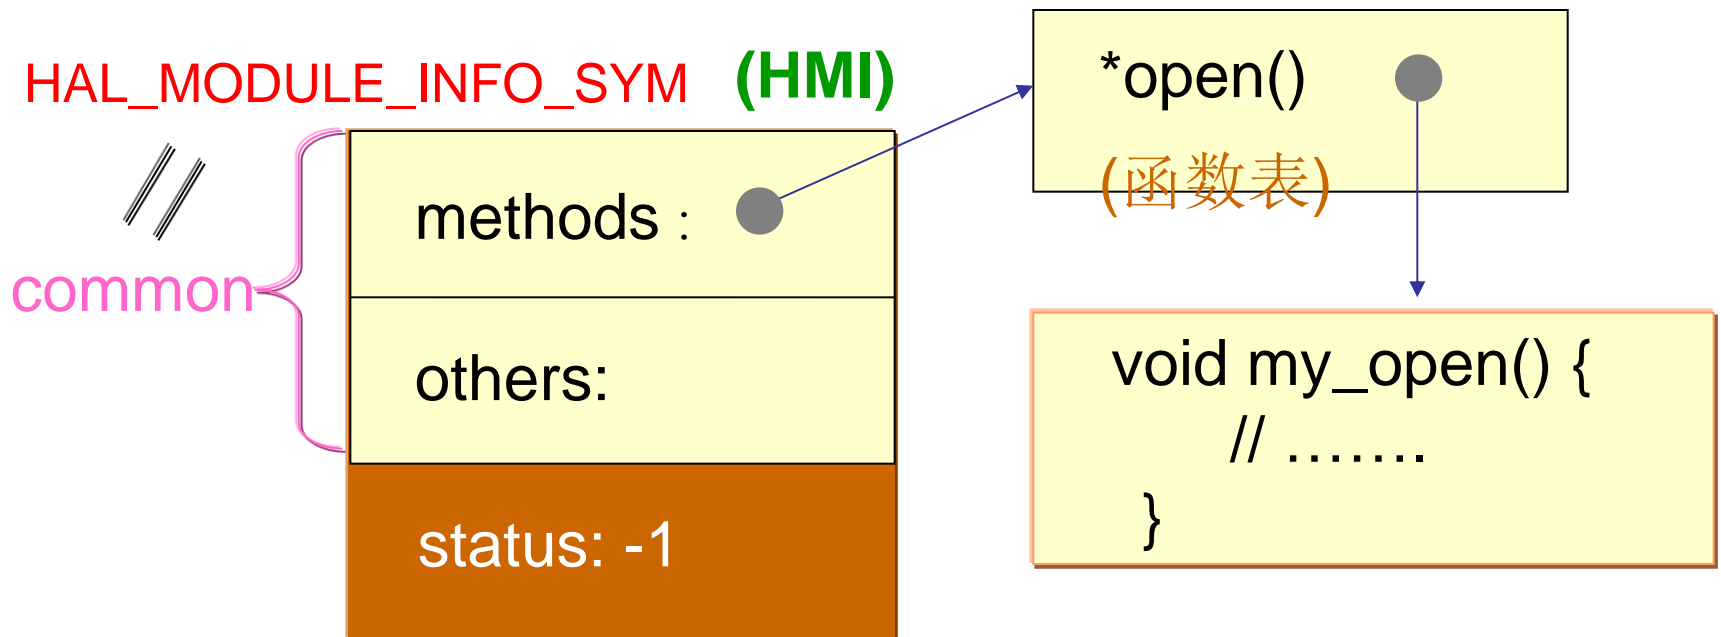 HAL_MODULE_INFO_SYM (HMI)
common
methods :
others:
status: -1
*open()
(函数表)
void my_open() {
// …….
}